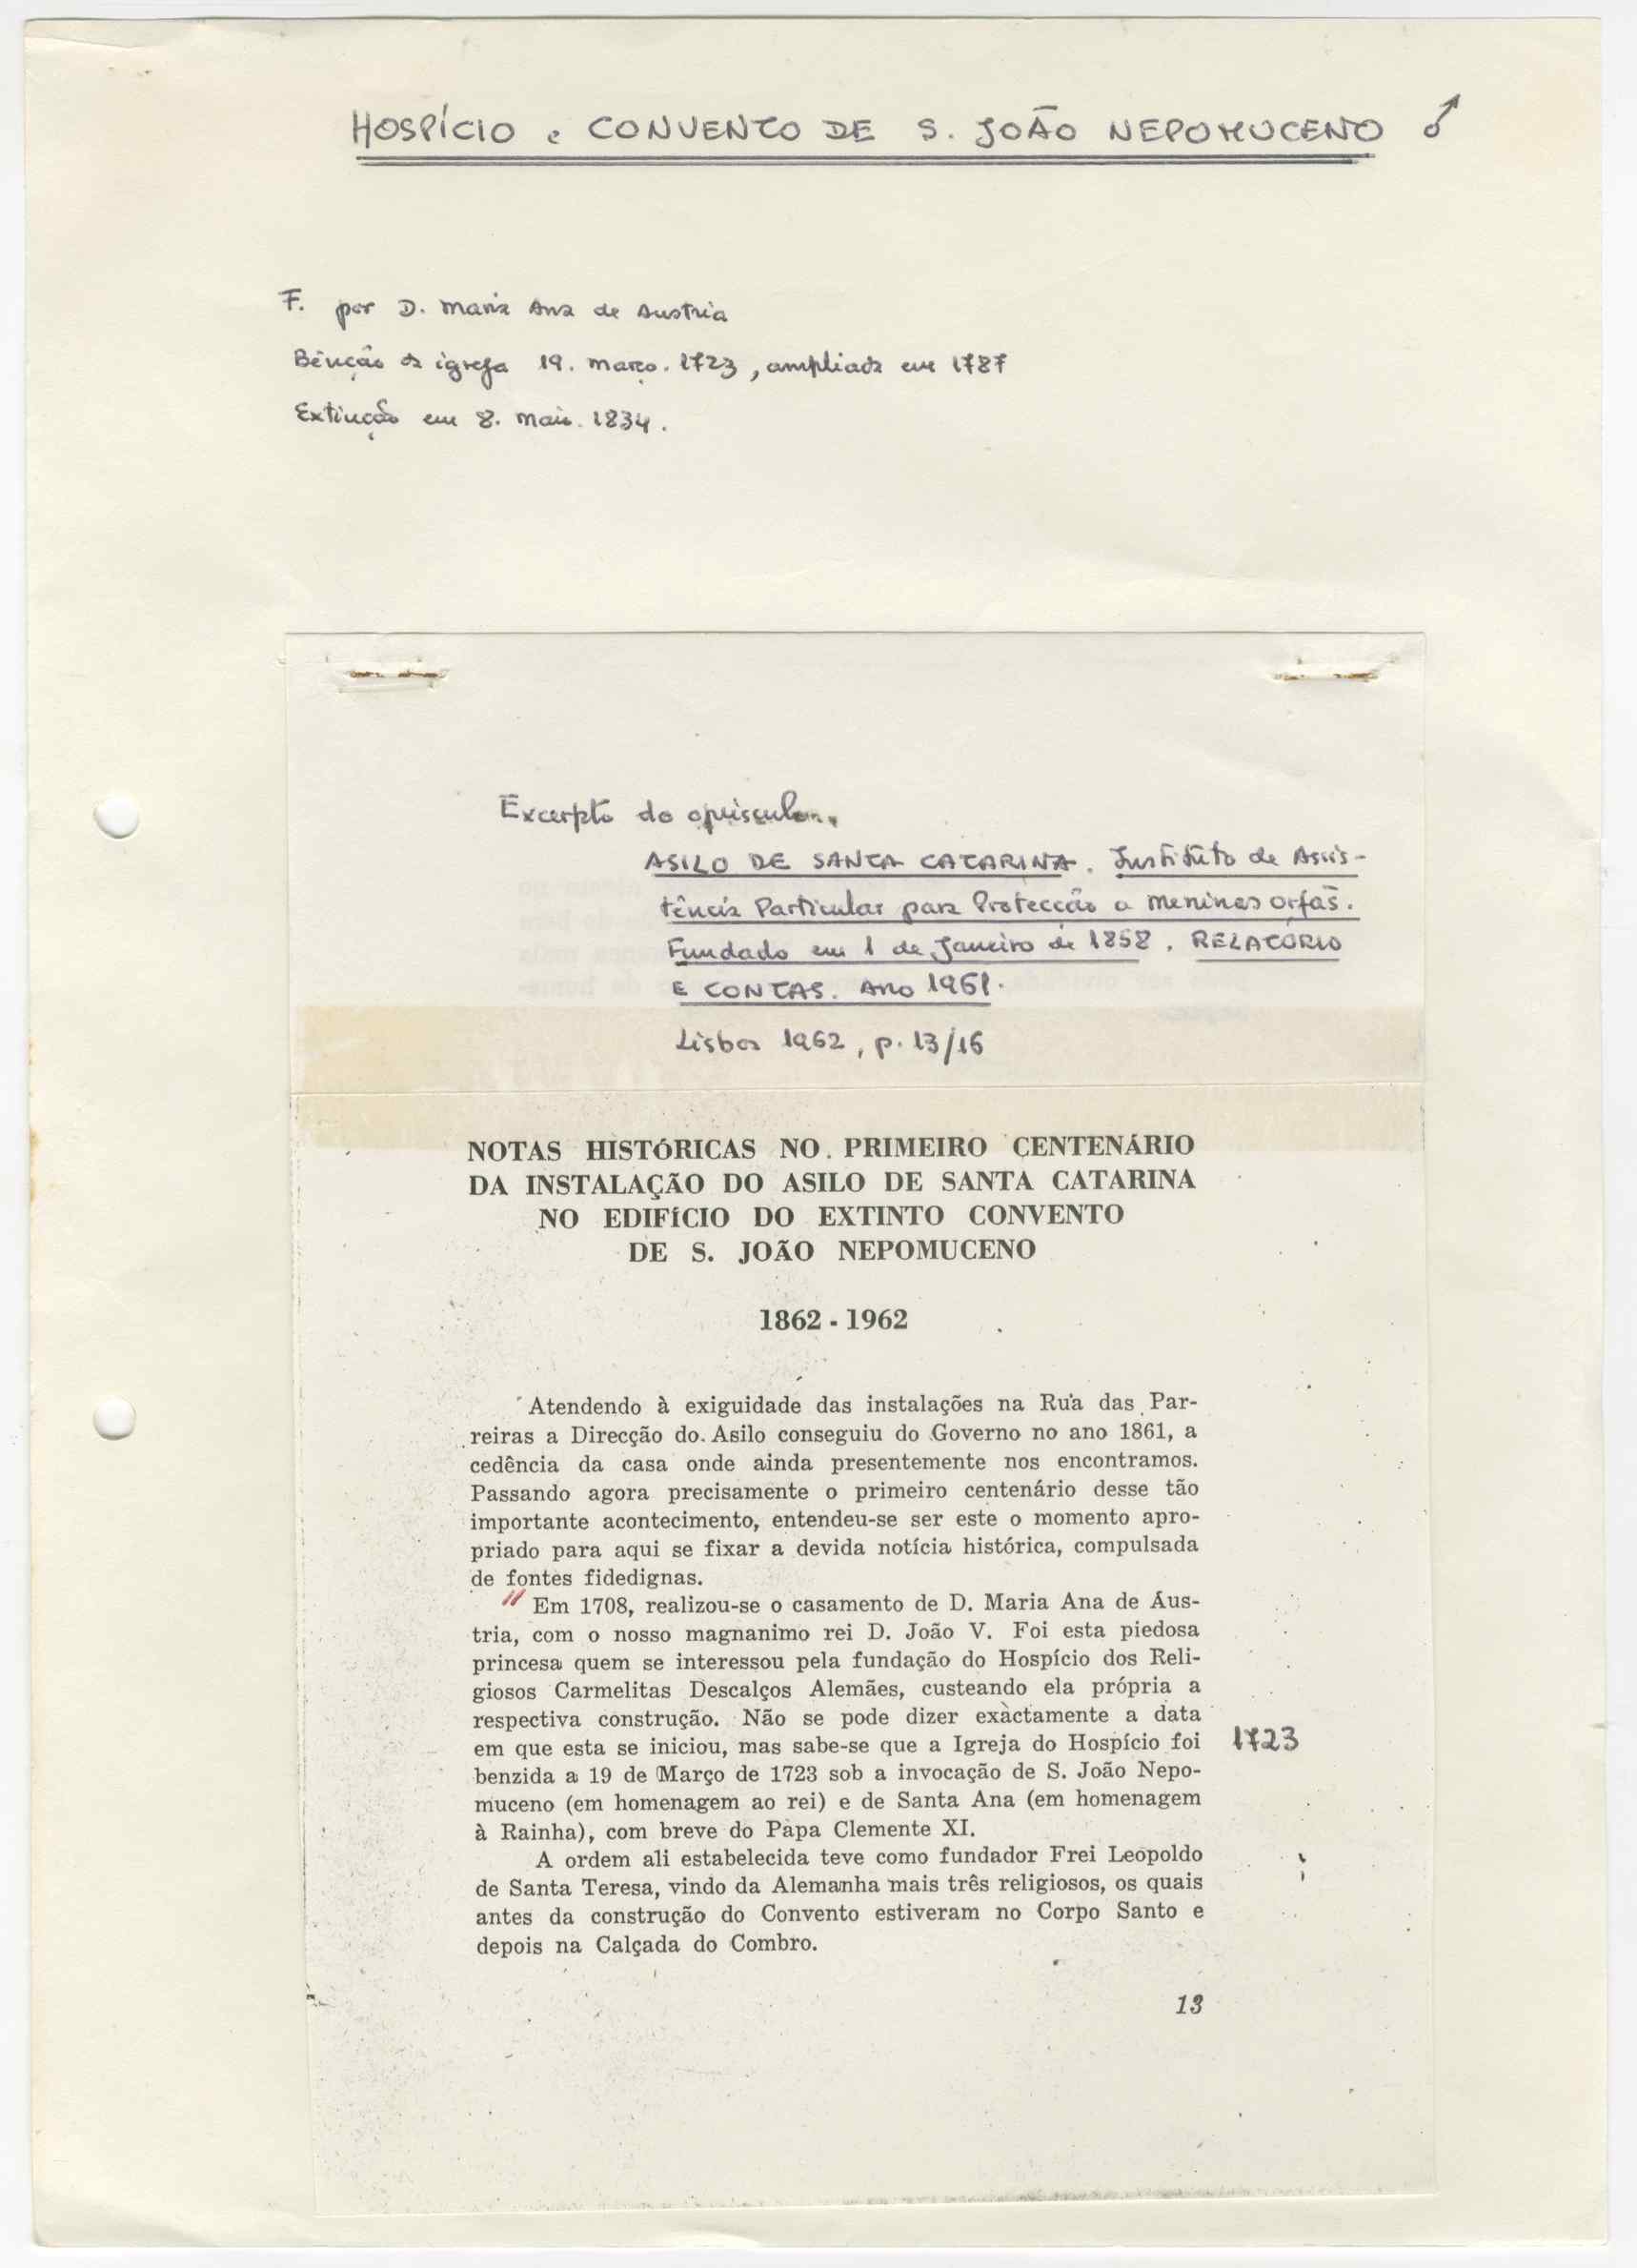 HOSPÍCIO e CONVENTO DE S. JOÃO NEPOMUCENO ♂
F. por D. Maria Ana de Austria
Bênção da igreja 19. março. 1723, ampliada em 1787
Extinção em 8. maio. 1834.
Excerpto do opúsculo
ASILO DE SANTA CATARINA. Instituto de Assis-
tência Particular para Protecção a meninas orfãs.
Fundado em 1 de Janeiro de 1858. RELATÓRIO
E CONTAS. Ano 1961.
Lisboa 1962, p. 13/16
NOTAS HISTÓRICAS NO PRIMEIRO CENTENÁRIO
DA INSTALAÇÃO DO ASILO DE SANTA CATARINA
NO EDIFÍCIO DO EXTINTO CONVENTO
DE S. JOÃO NEPOMUCENO
1862 - 1962
Atendendo à exiguidade das instalações na Rua das Par-
reiras a Direcção do Asilo conseguiu do Governo no ano 1861, a
cedência da casa onde ainda presentemente nos encontramos.
Passando agora precisamente o primeiro centenário desse tão
importante acontecimento, entendeu-se ser este o momento apro-
priado para aqui se fixar a devida notícia histórica, compulsada
de fontes fidedignas.
" Em 1708, realizou-se o casamento de D. Maria Ana de Áus-
tria, com o nosso magnanimo rei D. João V. Foi esta piedosa
princesa quem se interessou pela fundação do Hospício dos Reli-
giosos Carmelitas Descalços Alemães, custeando ela própria a
respectiva construção. Não se pode dizer exàctamente a data
em que esta se iniciou, mas sabe-se que a Igreja do Hospício foi 1723
benzida a 19 de Março de 1723 sob a invocação de S. João Nepo-
muceno (em homenagem ao rei) e de Santa Ana (em homenagem
à Rainha), com breve do Papa Clemente XI.
A ordem ali estabelecida teve como fundador Frei Leopoldo
de Santa Teresa, vindo da Alemanha mais três religiosos, os quais
antes da construção do Convento estiveram no Corpo Santo e
depois na Calçada do Combro.
13